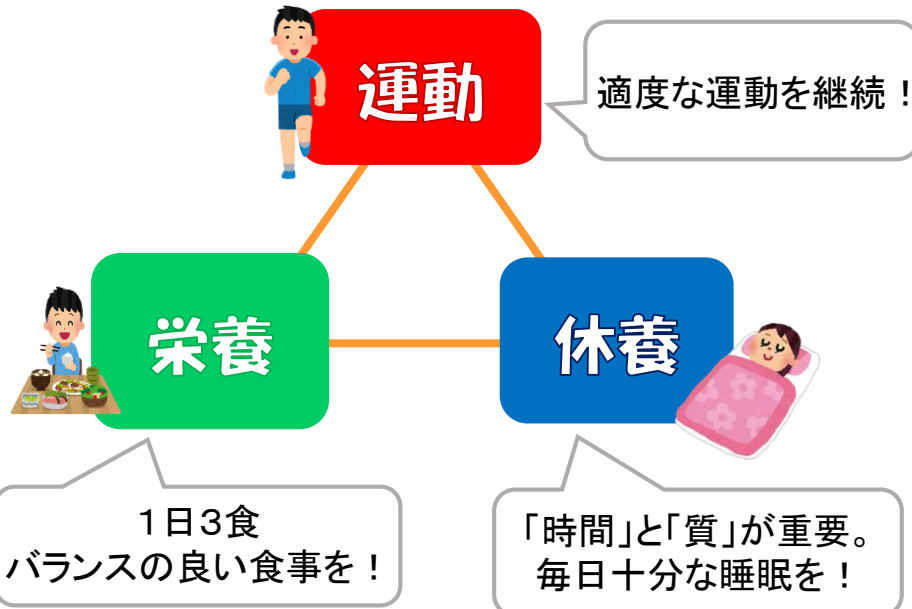 運動
適度な運動を継続！
栄養
休養
１日３食
バランスの良い食事を！
「時間」と「質」が重要。
毎日十分な睡眠を！